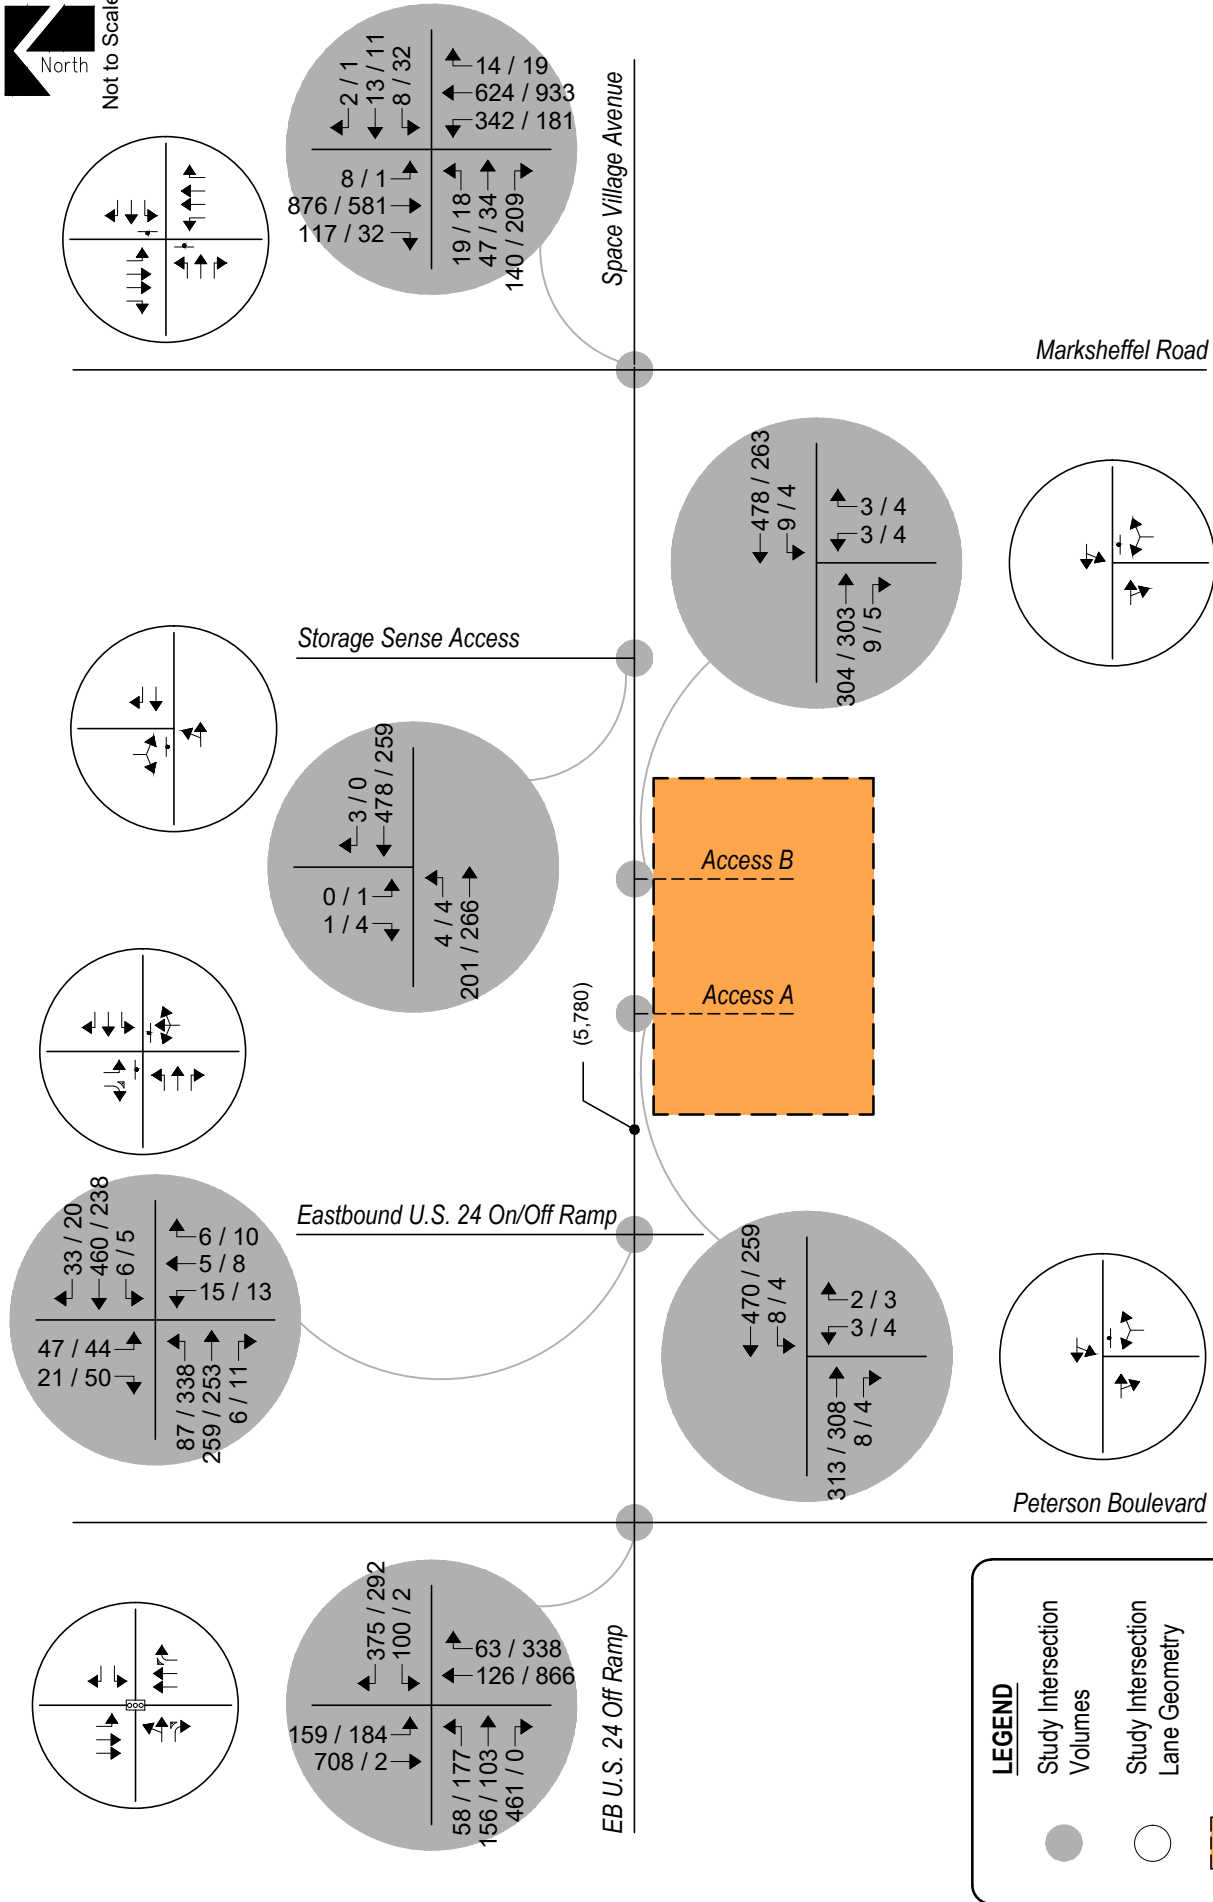 North
Not to Scale
2 / 1
13 / 11
8 / 32
14 / 19
624 / 933
342 / 181
8 / 1
876 / 581
117 / 32
19 / 18
47 / 34
140 / 209
Space Village Avenue
Marksheffel Road
478 / 263
9 / 4
3 / 4
3 / 4
304 / 303
9 / 5
Storage Sense Access
3 / 0
478 / 259
0 / 1
1 / 4
4 / 4
201 / 266
Access B
Access A
(5,780)
Eastbound U.S. 24 On/Off Ramp
33 / 20
460 / 238
6 / 5
6 / 10
5 / 8
15 / 13
47 / 44
21 / 50
87 / 338
259 / 253
6 / 11
470 / 259
8 / 4
2 / 3
3 / 4
313 / 308
8 / 4
Peterson Boulevard
375 / 292
100 / 2
63 / 338
126 / 866
159 / 184
708 / 2
58 / 177
156 / 103
461 / 0
EB U.S. 24 Off Ramp
LEGEND
Study Intersection
Volumes
Study Intersection
Lane Geometry